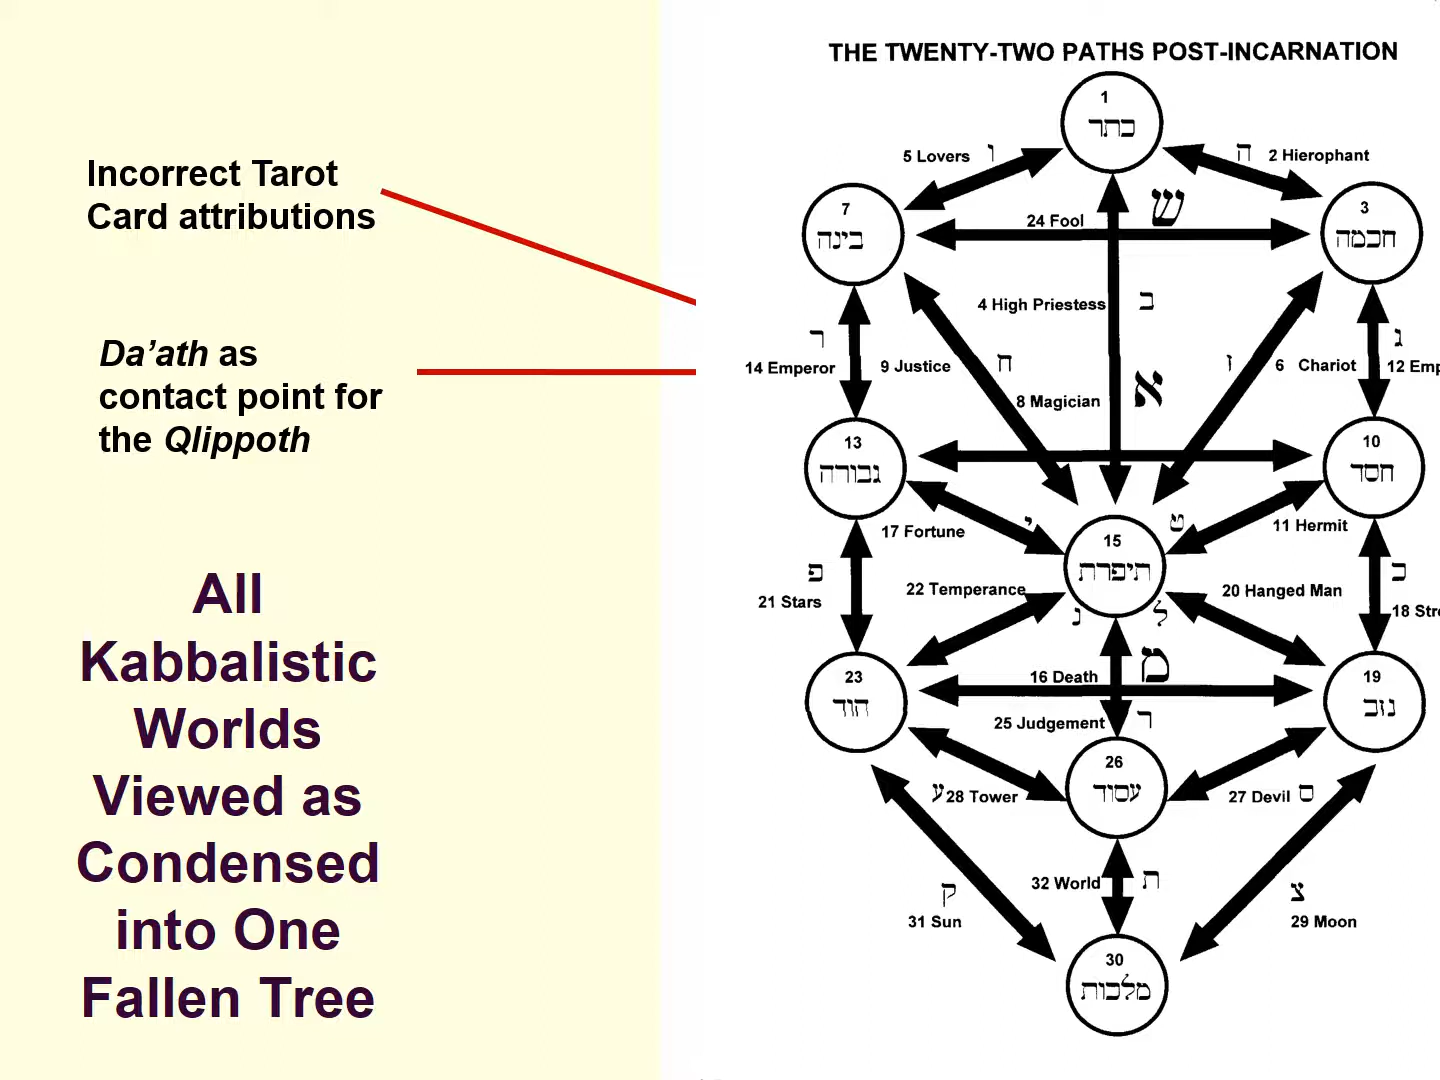 Incorrect Tarot
Card attributions
Da’ath as
contact point for
the Qlippoth
All
Kabbalistic
Worlds
Viewed as
Condensed
into One
Fallen Tree
THE TWENTY-TWO PATHS POST-INCARNATION
1
כתר
5 Lovers ו
ה 2 Hierophant
7
בינה
3
חכמה
24 Fool
ש
4 High Priestess ב
ר
14 Emperor
9 Justice ח
ז 6 Chariot
ג
12 Emp
8 Magician א
13
גבורה
10
חסד
17 Fortune י
ט 11 Hermit
15
תיפרת
פ
21 Stars
22 Temperance נ
ל 20 Hanged Man
כ
18 Stre
23
הוד
16 Death מ
19
נזב
25 Judgement ר
26
עסוד
ע 28 Tower
27 Devil ס
32 World ת
ק
31 Sun
צ
29 Moon
30
מלכות